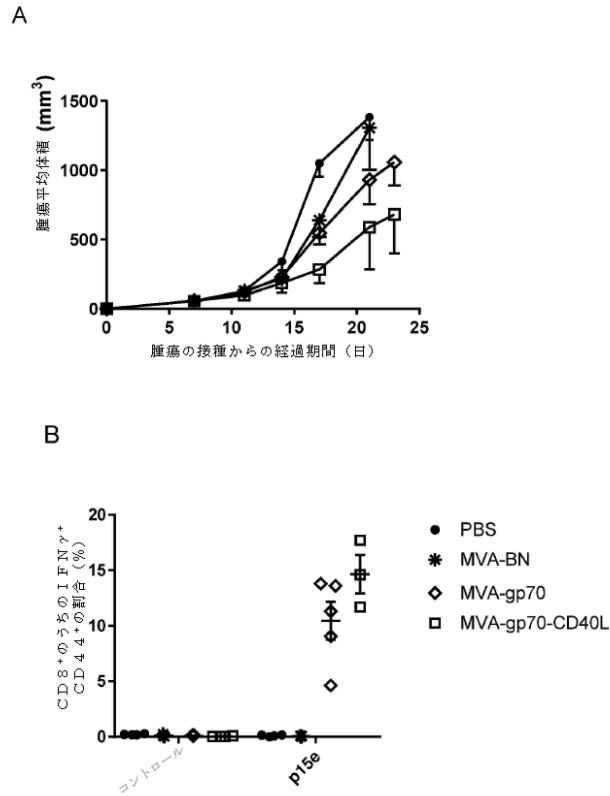 A
腫瘍平均体積 (mm³)
1500
1000
500
0
0 5 10 15 20 25
腫瘍の接種からの経過期間（日）
B
CD8⁺のうちのIFNγ⁺
CD44⁺の割合（%）
20
15
10
5
0
コントロール
p15e
PBS
MVA-BN
MVA-gp70
MVA-gp70-CD40L